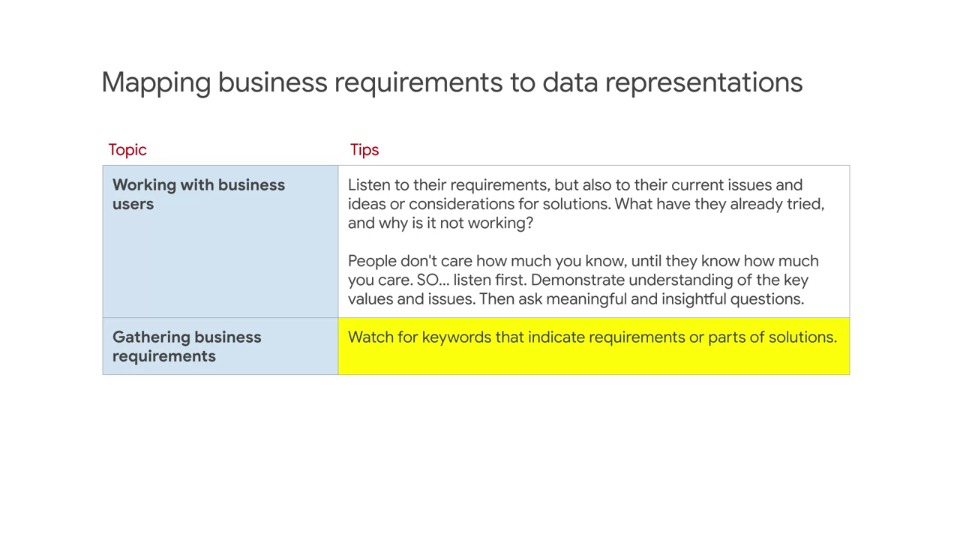 Mapping business requirements to data representations
Topic
Tips
Working with business
users
Listen to their requirements, but also to their current issues and
ideas or considerations for solutions. What have they already tried,
and why is it not working?
People don't care how much you know, until they know how much
you care. SO... listen first. Demonstrate understanding of the key
values and issues. Then ask meaningful and insightful questions.
Gathering business
requirements
Watch for keywords that indicate requirements or parts of solutions.